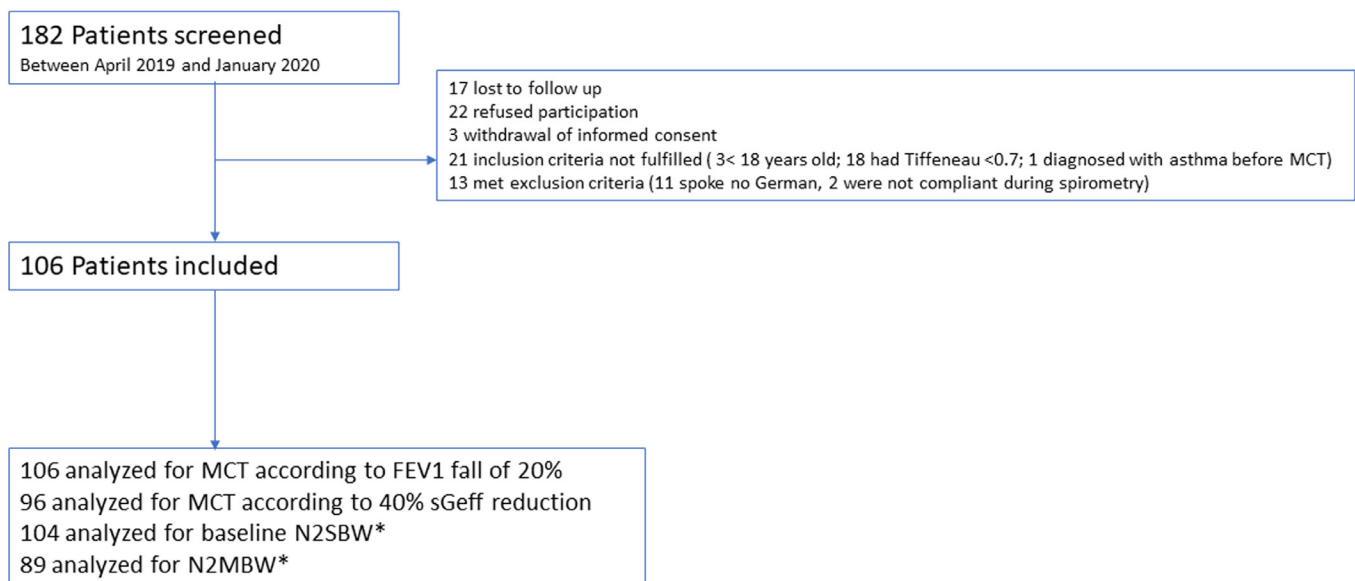 182 Patients screened
Between April 2019 and January 2020
17 lost to follow up
22 refused participation
3 withdrawal of informed consent
21 inclusion criteria not fulfilled ( 3< 18 years old; 18 had Tiffeneau <0.7; 1 diagnosed with asthma before MCT)
13 met exclusion criteria (11 spoke no German, 2 were not compliant during spirometry)
106 Patients included
106 analyzed for MCT according to FEV1 fall of 20%
96 analyzed for MCT according to 40% sGeff reduction
104 analyzed for baseline N2SBW*
89 analyzed for N2MBW*